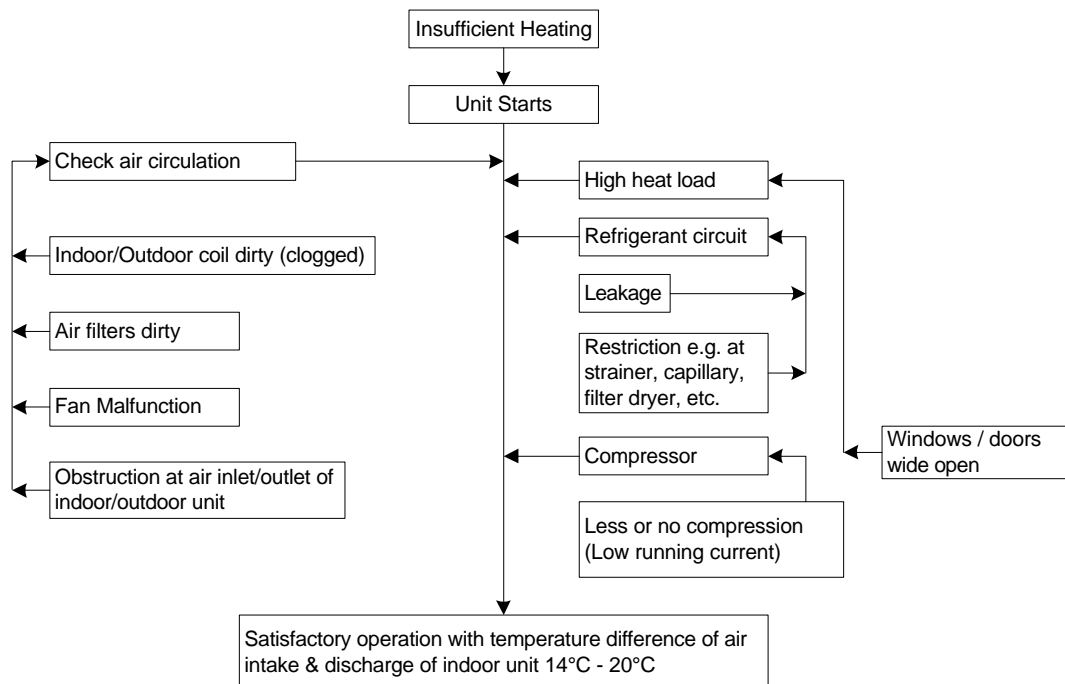 Insufficient Heating
Unit Starts
Check air circulation
High heat load
Indoor/Outdoor coil dirty (clogged)
Refrigerant circuit
Leakage
Air filters dirty
Restriction e.g. at
strainer, capillary,
filter dryer, etc.
Fan Malfunction
Compressor
Windows / doors
wide open
Obstruction at air inlet/outlet of
indoor/outdoor unit
Less or no compression
(Low running current)
Satisfactory operation with temperature difference of air
intake & discharge of indoor unit 14°C - 20°C